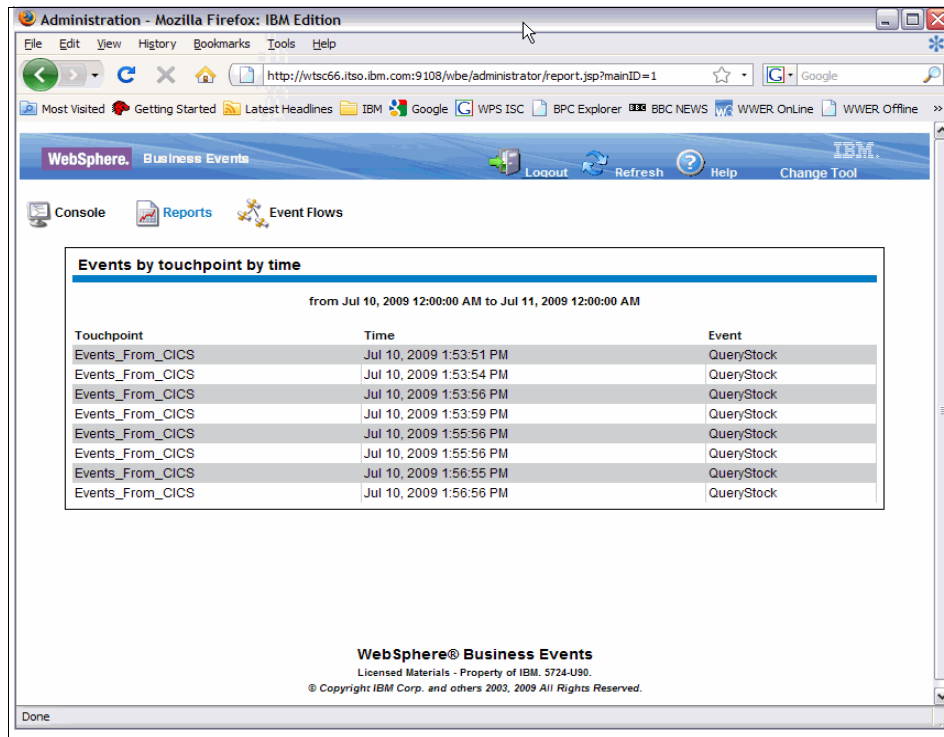 Administration - Mozilla Firefox: IBM Edition
File Edit View History Bookmarks Tools Help
http://wtsc66.itso.ibm.com:9108/wbe/administrator/report.jsp?mainID=1 G Google
Most Visited Getting Started Latest Headlines IBM Google G WPS ISC BPC Explorer BBC BBC NEWS WWER OnLine WWER Offline »
WebSphere. Business Events Logout Refresh ? Help IBM. Change Tool
Console Reports Event Flows
Events by touchpoint by time
from Jul 10, 2009 12:00:00 AM to Jul 11, 2009 12:00:00 AM
Touchpoint Time Event
Events_From_CICS Jul 10, 2009 1:53:51 PM QueryStock
Events_From_CICS Jul 10, 2009 1:53:54 PM QueryStock
Events_From_CICS Jul 10, 2009 1:53:56 PM QueryStock
Events_From_CICS Jul 10, 2009 1:53:59 PM QueryStock
Events_From_CICS Jul 10, 2009 1:55:56 PM QueryStock
Events_From_CICS Jul 10, 2009 1:55:56 PM QueryStock
Events_From_CICS Jul 10, 2009 1:56:55 PM QueryStock
Events_From_CICS Jul 10, 2009 1:56:56 PM QueryStock
WebSphere® Business Events
Licensed Materials - Property of IBM. 5724-U90.
© Copyright IBM Corp. and others 2003, 2009 All Rights Reserved.
Done